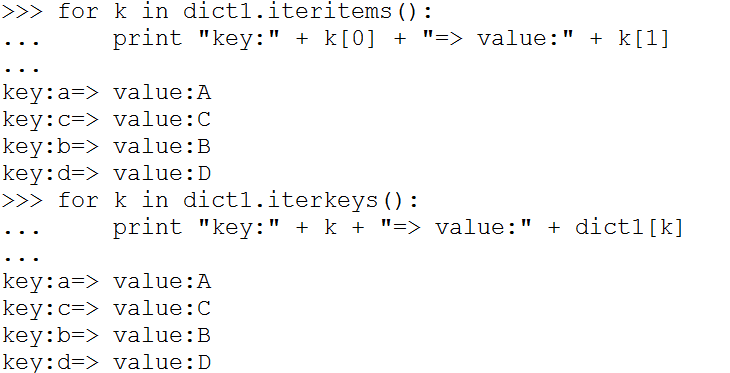 >>> for k in dict1.iteritems():
...     print "key:" + k[0] + "=> value:" + k[1]
...
key:a=> value:A
key:c=> value:C
key:b=> value:B
key:d=> value:D
>>> for k in dict1.iterkeys():
...     print "key:" + k + "=> value:" + dict1[k]
...
key:a=> value:A
key:c=> value:C
key:b=> value:B
key:d=> value:D